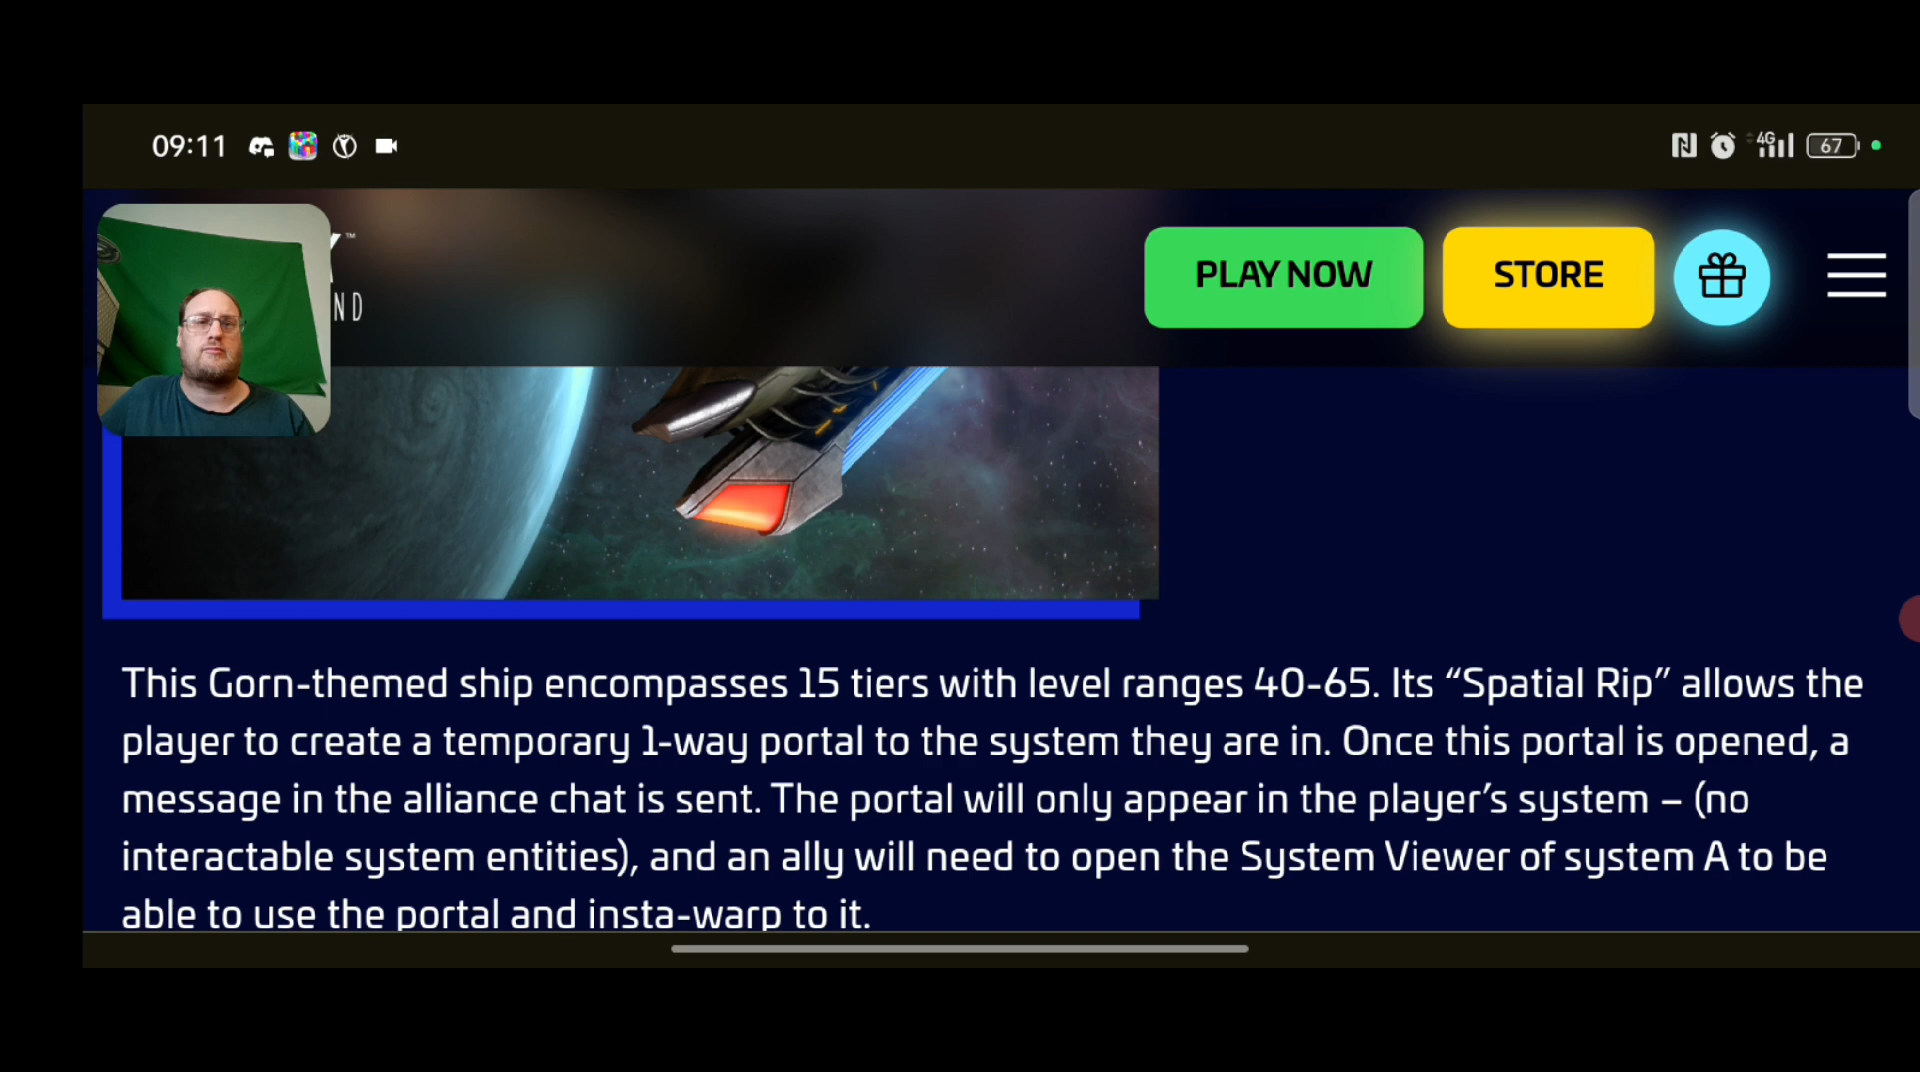 09:11
4G
67
™
ND
PLAY NOW
STORE
This Gorn-themed ship encompasses 15 tiers with level ranges 40-65. Its “Spatial Rip” allows the
player to create a temporary 1-way portal to the system they are in. Once this portal is opened, a
message in the alliance chat is sent. The portal will only appear in the player’s system – (no
interactable system entities), and an ally will need to open the System Viewer of system A to be
able to use the portal and insta-warp to it.